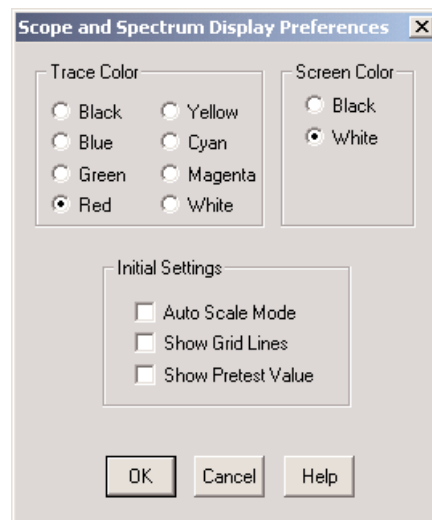 Scope and Spectrum Display Preferences
Trace Color
Black
Blue
Green
Red
Yellow
Cyan
Magenta
White
Screen Color
Black
White
Initial Settings
Auto Scale Mode
Show Grid Lines
Show Pretest Value
OK
Cancel
Help